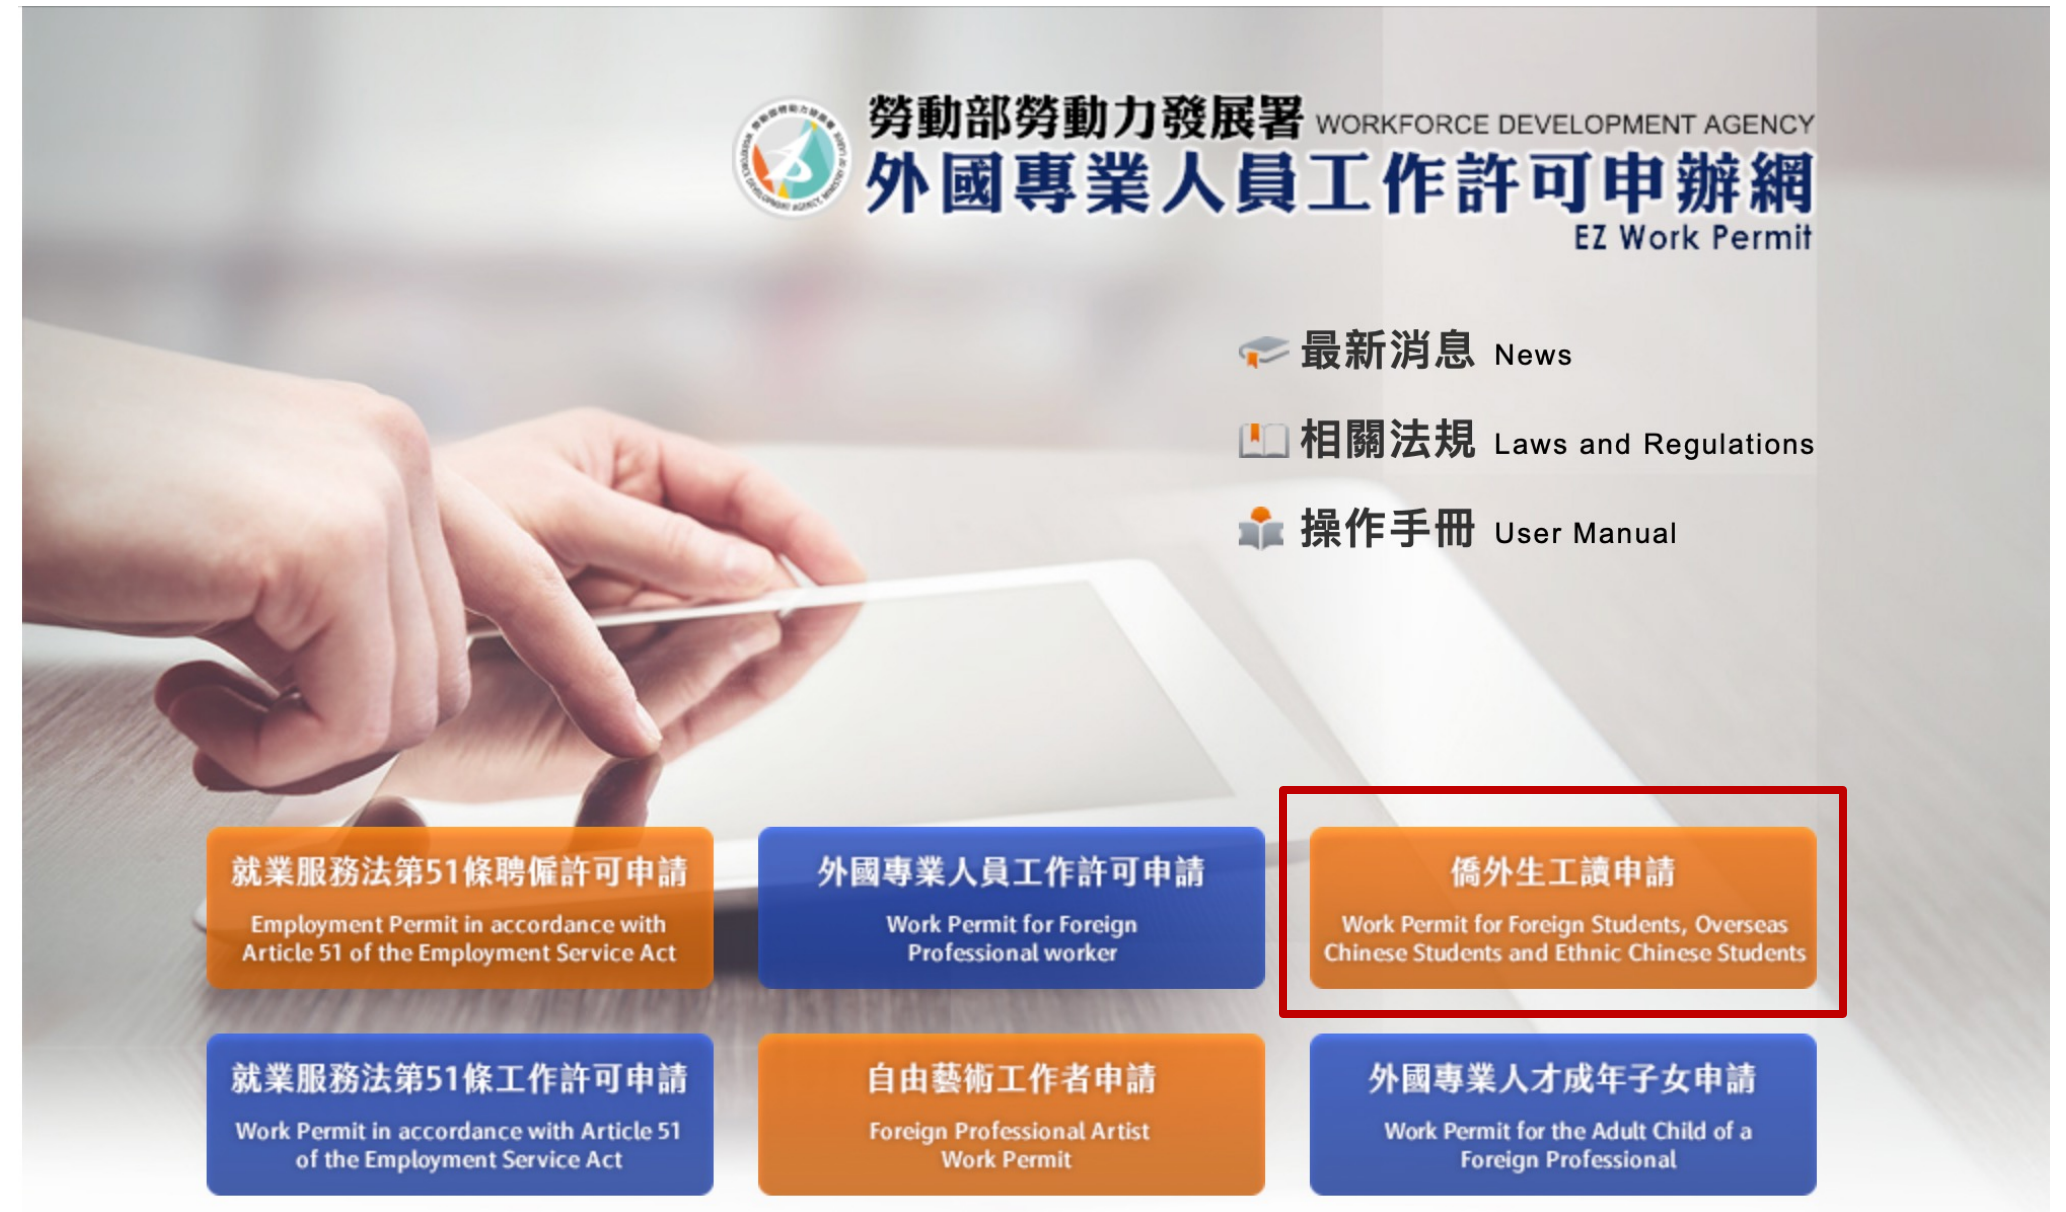 勞動部勞動力發展署 WORKFORCE DEVELOPMENT AGENCY
外國專業人員工作許可申辦網
EZ Work Permit
最新消息 News
相關法規 Laws and Regulations
操作手冊 User Manual
就業服務法第51條聘僱許可申請
Employment Permit in accordance with
Article 51 of the Employment Service Act
外國專業人員工作許可申請
Work Permit for Foreign
Professional worker
僑外生工讀申請
Work Permit for Foreign Students, Overseas
Chinese Students and Ethnic Chinese Students
就業服務法第51條工作許可申請
Work Permit in accordance with Article 51
of the Employment Service Act
自由藝術工作者申請
Foreign Professional Artist
Work Permit
外國專業人才成年子女申請
Work Permit for the Adult Child of a
Foreign Professional